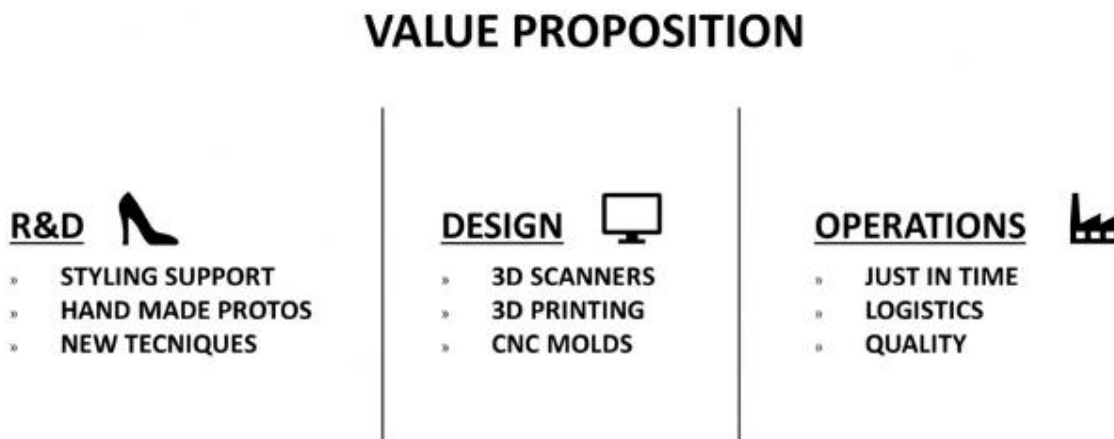 VALUE PROPOSITION
R&D
» STYLING SUPPORT
» HAND MADE PROTOS
» NEW TECNIQUES
DESIGN
» 3D SCANNERS
» 3D PRINTING
» CNC MOLDS
OPERATIONS
» JUST IN TIME
» LOGISTICS
» QUALITY